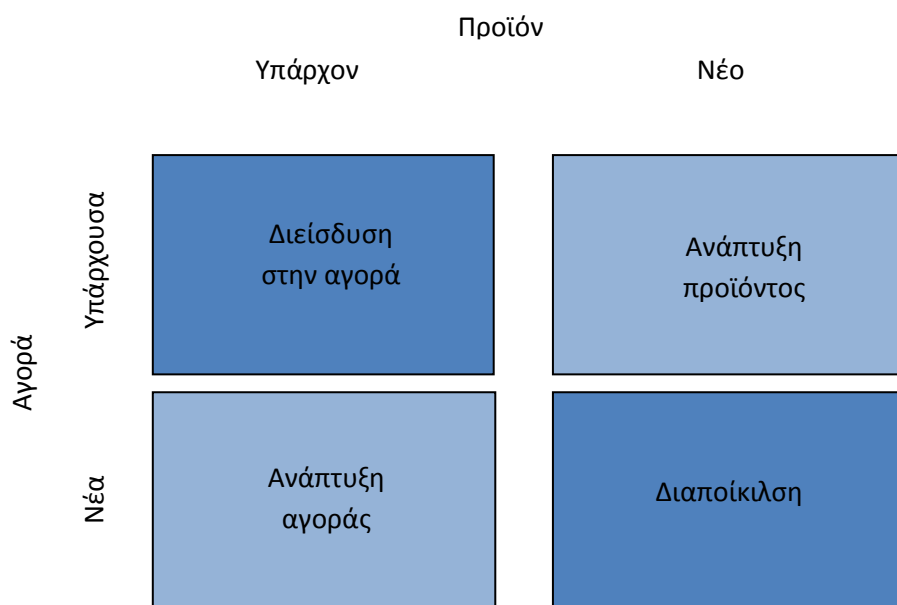 Προϊόν
Υπάρχον Νέο
Υπάρχουσα
Διείσδυση
στην αγορά
Ανάπτυξη
προϊόντος
Αγορά
Νέα
Ανάπτυξη
αγοράς
Διαποίκιλση